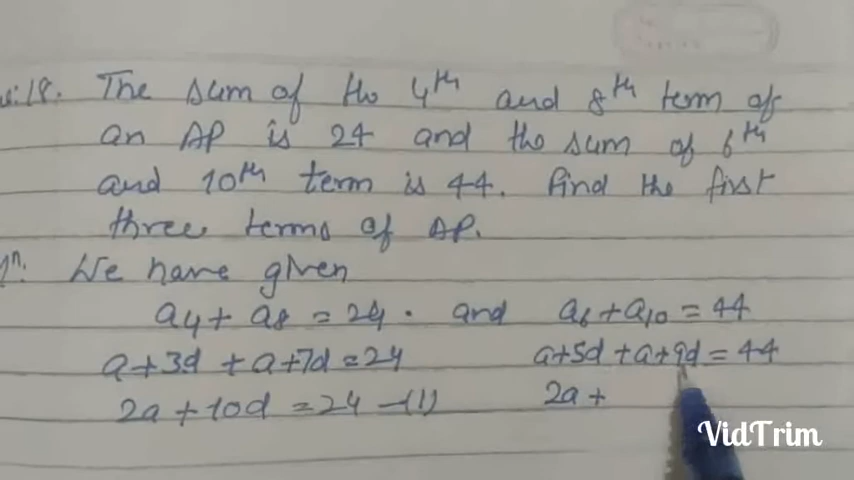 18. The sum of the 4th and 8th term of
an AP is 24 and the sum of 6th
and 10th term is 44. Find the first
three terms of AP.
We have given
a4 + a8 = 24. and a6 + a10 = 44
a+3d + a+7d = 24 a+5d + a+9d = 44
2a + 10d = 24 -(1) 2a +
VidTrim